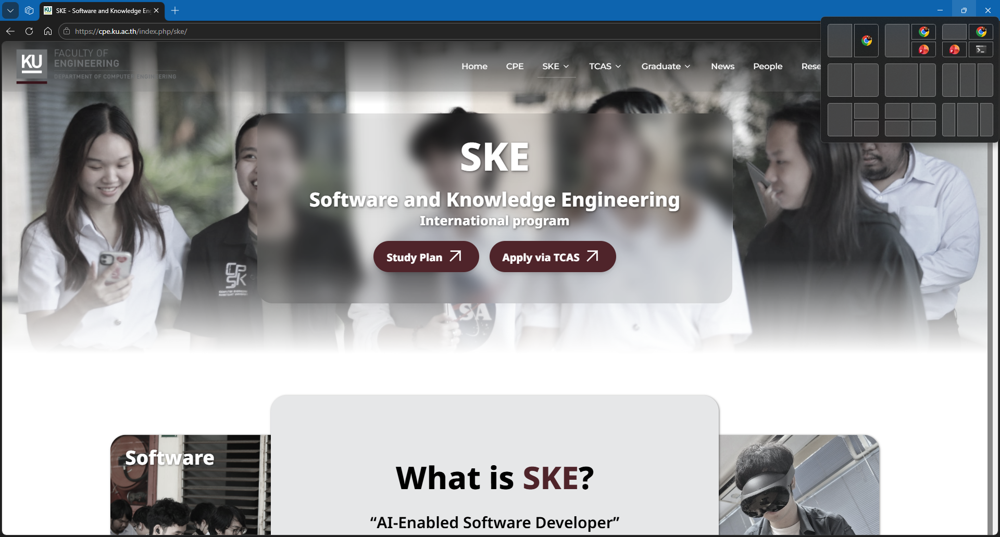 SKE - Software and Knowledge En
https://cpe.ku.ac.th/index.php/ske/
KU
FACULTY OF
ENGINEERING
DEPARTMENT OF COMPUTER ENGINEERING
Home
CPE
SKE
TCAS
Graduate
News
People
Rese
SKE
Software and Knowledge Engineering
International program
Study Plan
Apply via TCAS
CPSK
ASA
Software
What is SKE?
“AI-Enabled Software Developer”